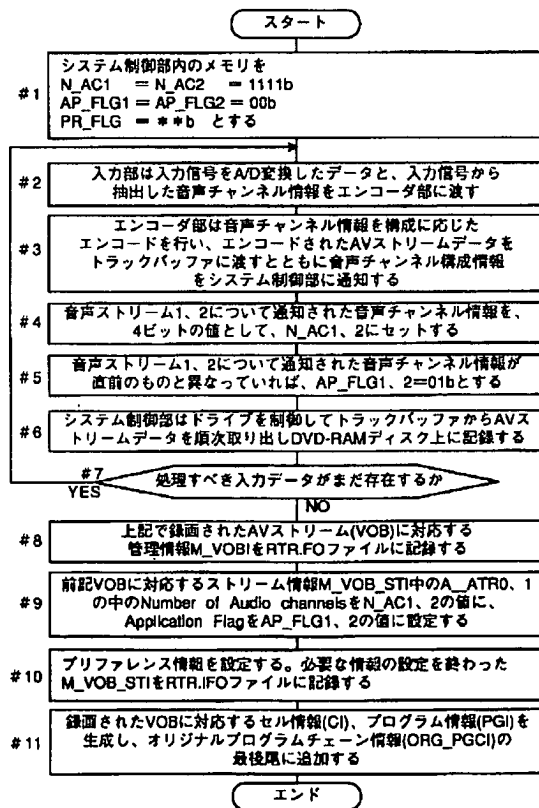 スタート
#1
システム制御部内のメモリを
N_AC1 = N_AC2 = 1111b
AP_FLG1 = AP_FLG2 = 00b
PR_FLG = **b とする
#2
入力部は入力信号をA/D変換したデータと、入力信号から
抽出した音声チャンネル情報をエンコーダ部に渡す
#3
エンコーダ部は音声チャンネル情報を構成に応じた
エンコードを行い、エンコードされたAVストリームデータを
トラックバッファに渡すとともに音声チャンネル構成情報
をシステム制御部に通知する
#4
音声ストリーム1、2について通知された音声チャンネル情報を、
4ビットの値として、N_AC1、2にセットする
#5
音声ストリーム1、2について通知された音声チャンネル情報が
直前のものと異なっていれば、AP_FLG1、2=01bとする
#6
システム制御部はドライブを制御してトラックバッファからAVス
トリームデータを順次取り出しDVD-RAMディスク上に記録する
#7
処理すべき入力データがまだ存在するか
YES
NO
#8
上記で録画されたAVストリーム(VOB)に対応する
管理情報M_VOBIをRTR.FOファイルに記録する
#9
前記VOBに対応するストリーム情報M_VOB_STI中のA_ATR0、1
の中のNumber of Audio channelsをN_AC1、2の値に、
Application FlagをAP_FLG1、2の値に設定する
#10
プリファレンス情報を設定する。必要な情報の設定を終わった
M_VOB_STIをRTR.IFOファイルに記録する
#11
録画されたVOBに対応するセル情報(CI)、プログラム情報(PGI)を
生成し、オリジナルプログラムチェーン情報(ORG_PGCI)の
最後尾に追加する
エンド